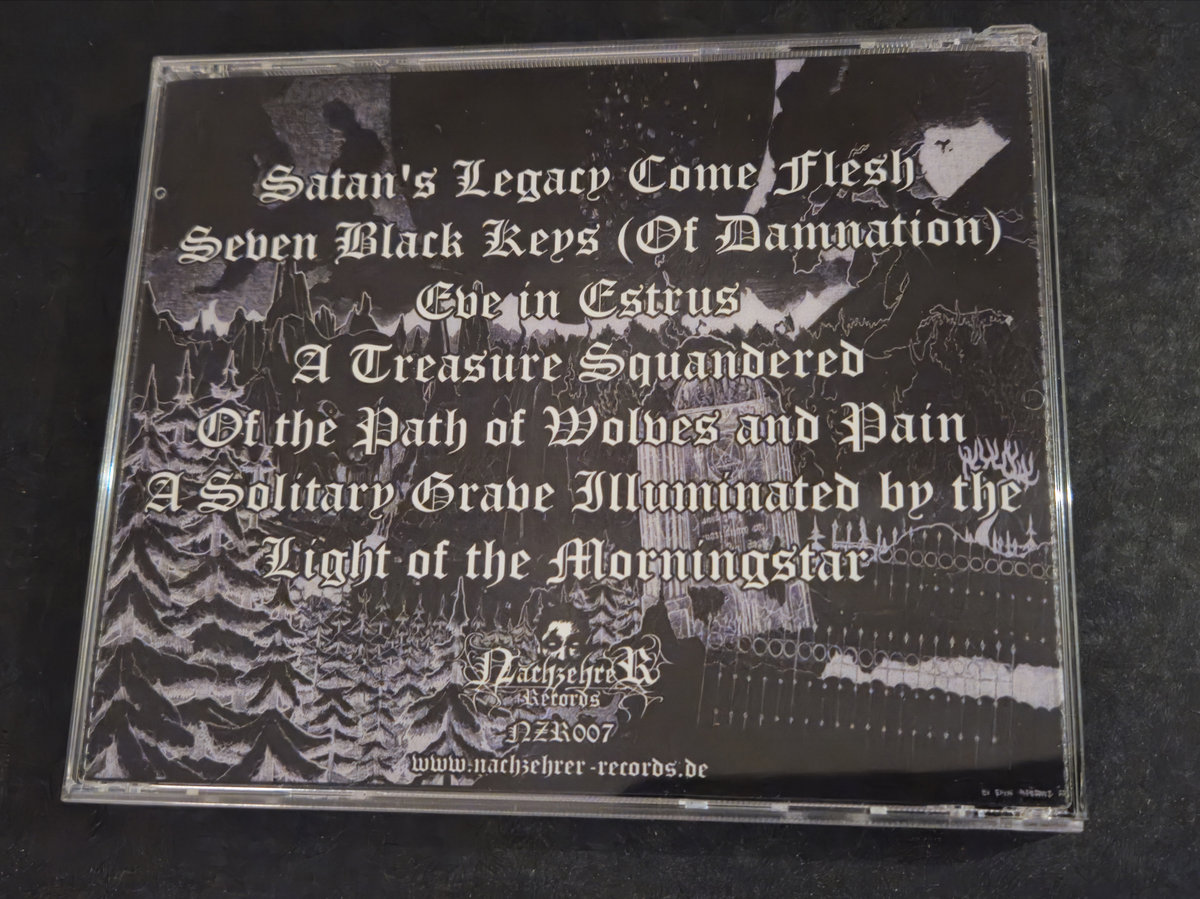 Satan's Legacy Come Flesh
Seven Black Keys (Of Damnation)
Eve in Estrus
A Treasure Squandered
Of the Path of Wolves and Pain
A Solitary Grave Illuminated by the
Light of the Morningstar
Nachzehrer
Records
NZR007
www.nachzehrer-records.de